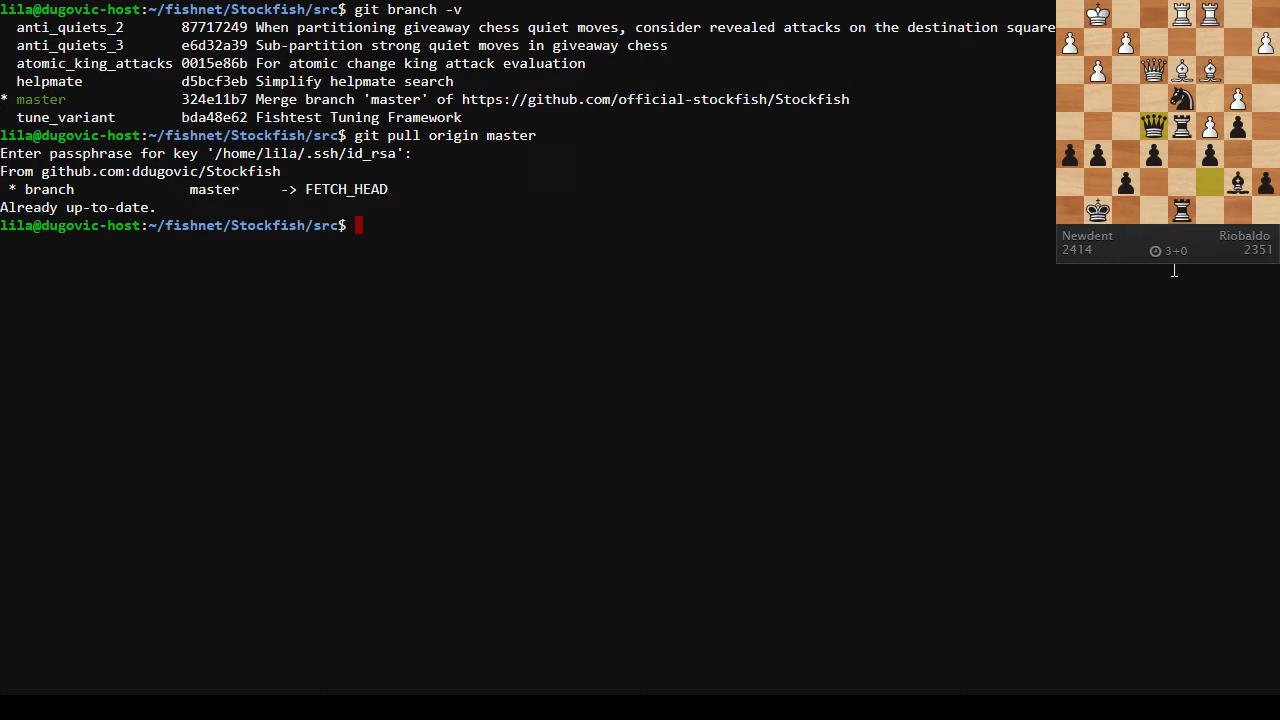 lila@dugovic-host:~/fishnet/Stockfish/src$ git branch -v
  anti_quiets_2       87717249 When partitioning giveaway chess quiet moves, consider revealed attacks on the destination square
  anti_quiets_3       e6d32a39 Sub-partition strong quiet moves in giveaway chess
  atomic_king_attacks 0015e86b For atomic change king attack evaluation
  helpmate            d5bcf3eb Simplify helpmate search
* master              324e11b7 Merge branch 'master' of https://github.com/official-stockfish/Stockfish
  tune_variant        bda48e62 Fishtest Tuning Framework
lila@dugovic-host:~/fishnet/Stockfish/src$ git pull origin master
Enter passphrase for key '/home/lila/.ssh/id_rsa':
From github.com:ddugovic/Stockfish
 * branch            master     -> FETCH_HEAD
Already up-to-date.
lila@dugovic-host:~/fishnet/Stockfish/src$
Newdent Riobaldo
2414 3+0 2351